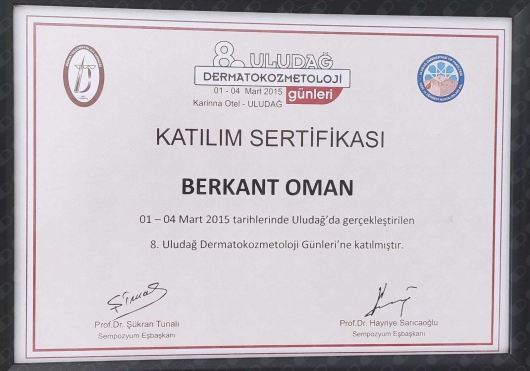 8. ULUDAĞ
DERMATOKOZMETOLOJİ
01 - 04 Mart 2015 günleri
Karinna Otel - ULUDAĞ
KATILIM SERTİFİKASI
BERKANT OMAN
01 – 04 Mart 2015 tarihlerinde Uludağ'da gerçekleştirilen
8. Uludağ Dermatokozmetoloji Günleri'ne katılmıştır.
Prof.Dr. Şükran Tunalı
Sempozyum Eşbaşkanı
Prof.Dr. Hayriye Sarıcaoğlu
Sempozyum Eşbaşkanı